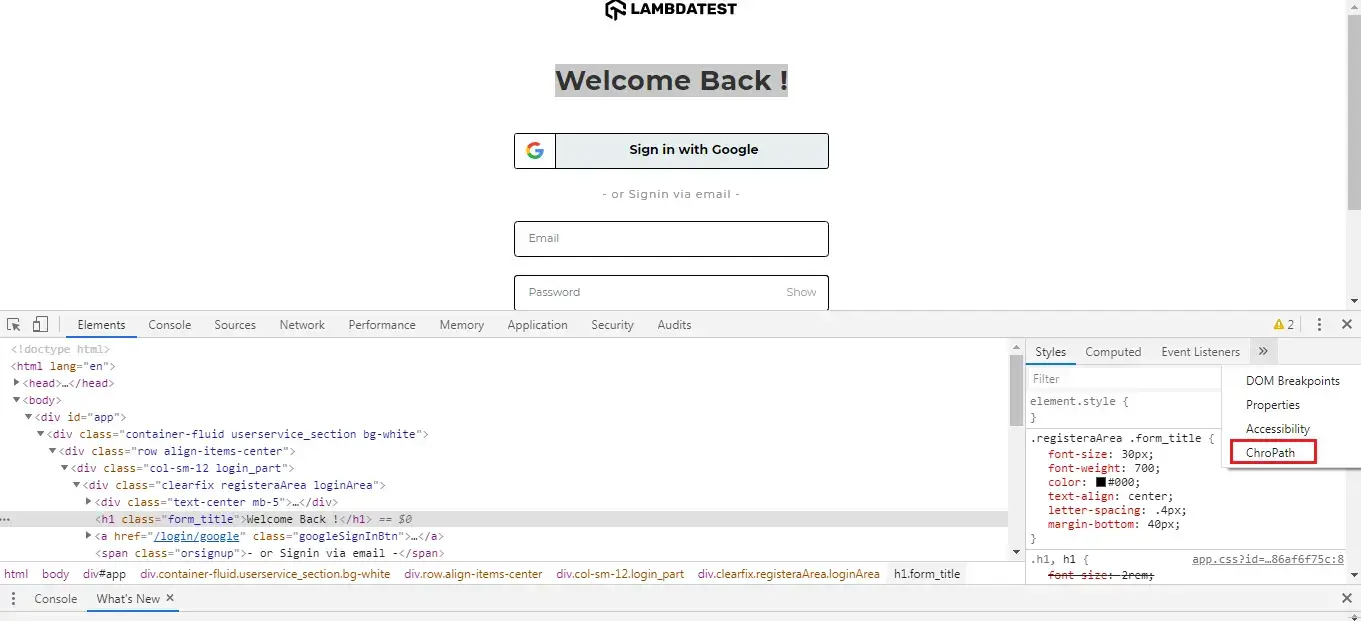 LAMBDATEST
Welcome Back !
Sign in with Google
- or Signin via email -
Email
Password Show
Elements Console Sources Network Performance Memory Application Security Audits 2
<!doctype html>
<html lang="en">
<head>…</head>
<body>
<div id="app">
<div class="container-fluid userservice_section bg-white">
<div class="row align-items-center">
<div class="col-sm-12 login_part">
<div class="clearfix registeraArea loginArea">
<div class="text-center mb-5">…</div>
<h1 class="form_title">Welcome Back !</h1> == $0
<a href="/login/google" class="googleSignInBtn">…</a>
<span class="orsignup">- or Signin via email -</span>
html body div#app div.container-fluid.userservice_section.bg-white div.row.align-items-center div.col-sm-12.login_part div.clearfix.registeraArea.loginArea h1.form_title
Styles Computed Event Listeners »
Filter
element.style {
}
.registeraArea .form_title {
font-size: 30px;
font-weight: 700;
color: #000;
text-align: center;
letter-spacing: .4px;
margin-bottom: 40px;
}
.h1, h1 { app.css?id=…86af6f75c:8
font-size: 2rem;
DOM Breakpoints
Properties
Accessibility
ChroPath
Console What's New ×